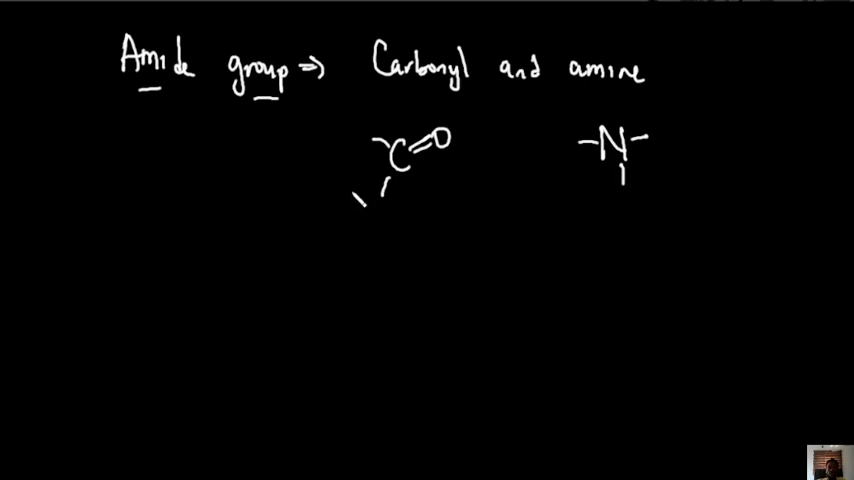 Amide group ⇒ Carbonyl and amine
C=O -N-